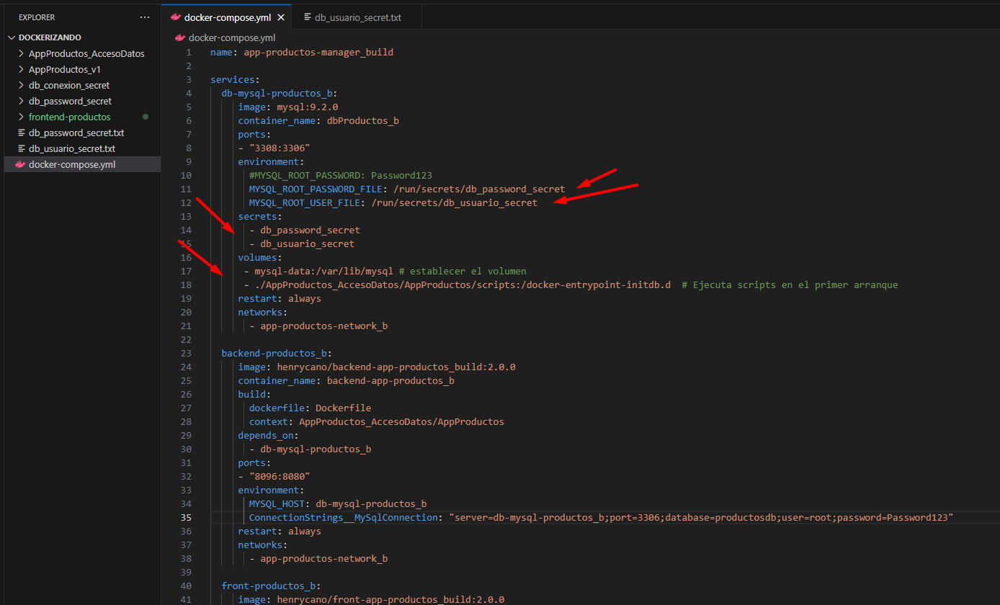 EXPLORER
···
docker-compose.yml
db_usuario_secret.txt
DOCKERIZANDO
AppProductos_AccesoDatos
AppProductos_v1
db_conexion_secret
db_password_secret
frontend-productos
db_password_secret.txt
db_usuario_secret.txt
docker-compose.yml
docker-compose.yml
1 name: app-productos-manager_build
2
3 services:
4 db-mysql-productos_b:
5 image: mysql:9.2.0
6 container_name: dbProductos_b
7 ports:
8 - "3308:3306"
9 environment:
10 #MYSQL_ROOT_PASSWORD: Password123
11 MYSQL_ROOT_PASSWORD_FILE: /run/secrets/db_password_secret
12 MYSQL_ROOT_USER_FILE: /run/secrets/db_usuario_secret
13 secrets:
14 - db_password_secret
15 - db_usuario_secret
16 volumes:
17 - mysql-data:/var/lib/mysql # establecer el volumen
18 - ./AppProductos_AccesoDatos/AppProductos/scripts:/docker-entrypoint-initdb.d # Ejecuta scripts en el primer arranque
19 restart: always
20 networks:
21 - app-productos-network_b
22
23 backend-productos_b:
24 image: henrycano/backend-app-productos_build:2.0.0
25 container_name: backend-app-productos_b
26 build:
27 dockerfile: Dockerfile
28 context: AppProductos_AccesoDatos/AppProductos
29 depends_on:
30 - db-mysql-productos_b
31 ports:
32 - "8096:8080"
33 environment:
34 MYSQL_HOST: db-mysql-productos_b
35 ConnectionStrings__MySqlConnection: "server=db-mysql-productos_b;port=3306;database=productosdb;user=root;password=Password123"
36 restart: always
37 networks:
38 - app-productos-network_b
39
40 front-productos_b:
41 image: henrycano/front-app-productos_build:2.0.0